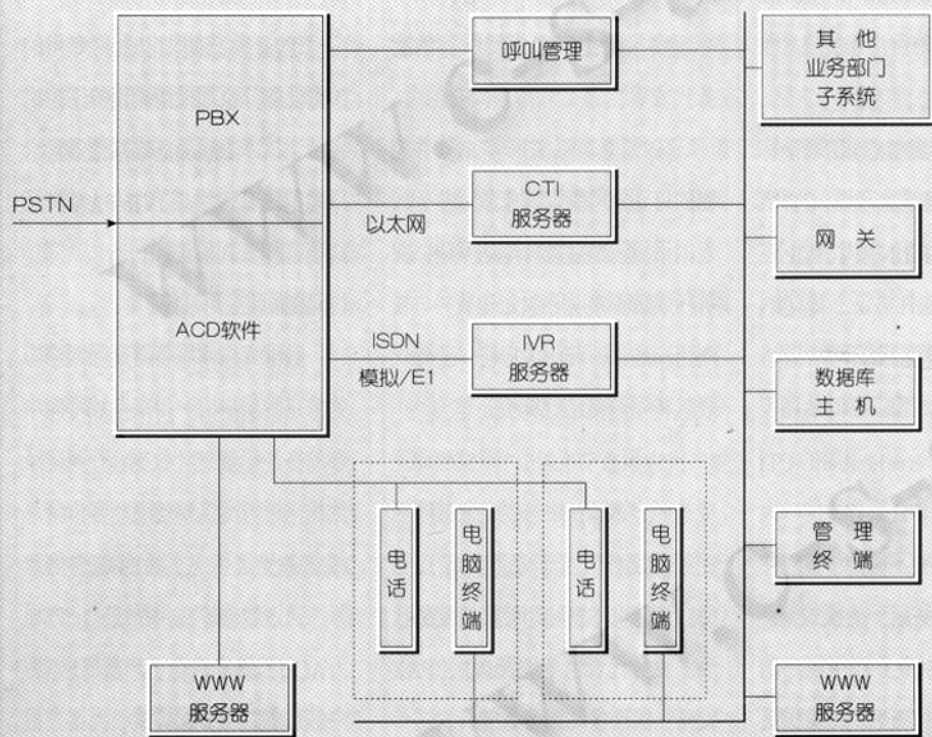 PSTN
PBX
ACD软件
呼叫管理
以太网
CTI
服务器
ISDN
模拟/E1
IVR
服务器
其 他
业务部门
子系统
网 关
数据库
主 机
管 理
终 端
WWW
服务器
电话
电脑终端
电话
电脑终端
WWW
服务器